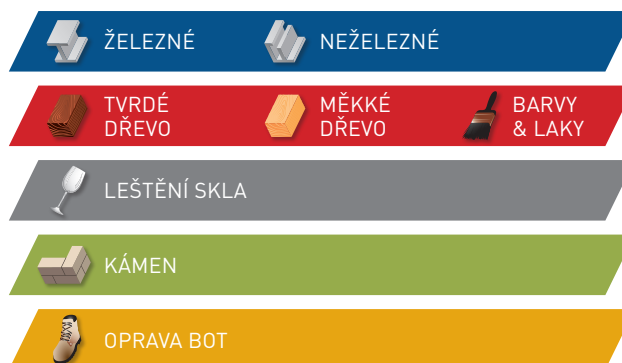 ŽELEZNÉ
NEŽELEZNÉ
TVRDÉ
DŘEVO
MĚKKÉ
DŘEVO
BARVY
& LAKY
LEŠTĚNÍ SKLA
KÁMEN
OPRAVA BOT